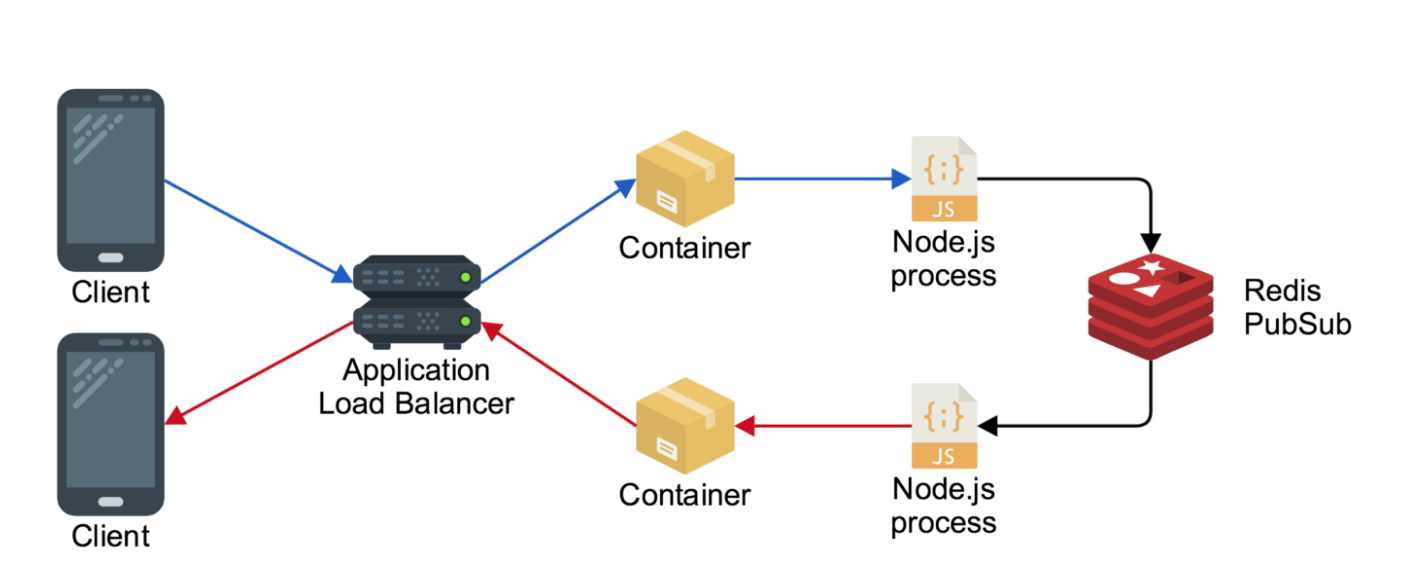 Client
Client
Application
Load Balancer
Container
Container
{;}
JS
Node.js
process
{;}
JS
Node.js
process
Redis
PubSub